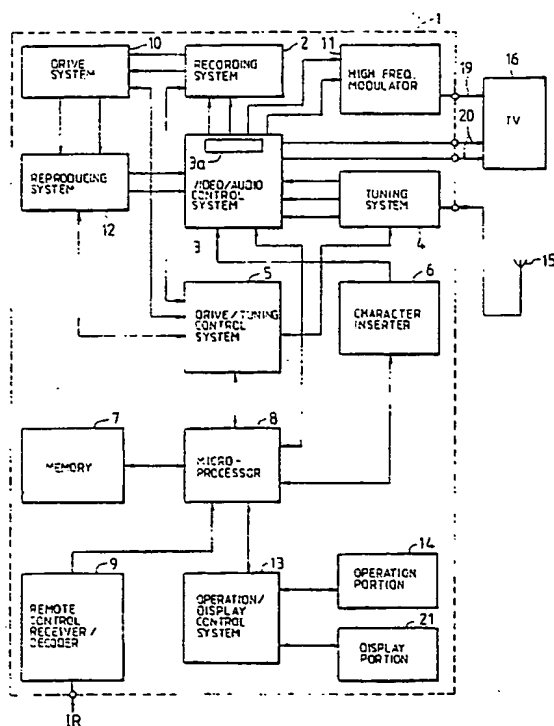 1
10
2
11
16
DRIVE
SYSTEM
RECORDING
SYSTEM
HIGH FREQ.
MODULATOR
19
TV
20
3a
REPRODUCING
SYSTEM
VIDEO/AUDIO
CONTROL
SYSTEM
TUNING
SYSTEM
12
3
4
15
5
6
DRIVE/TUNING
CONTROL
SYSTEM
CHARACTER
INSERTER
7
8
MEMORY
MICRO-
PROCESSOR
9
13
14
REMOTE
CONTROL
RECEIVER/
DECODER
OPERATION/
DISPLAY CONTROL
SYSTEM
OPERATION
PORTION
21
DISPLAY
PORTION
IR